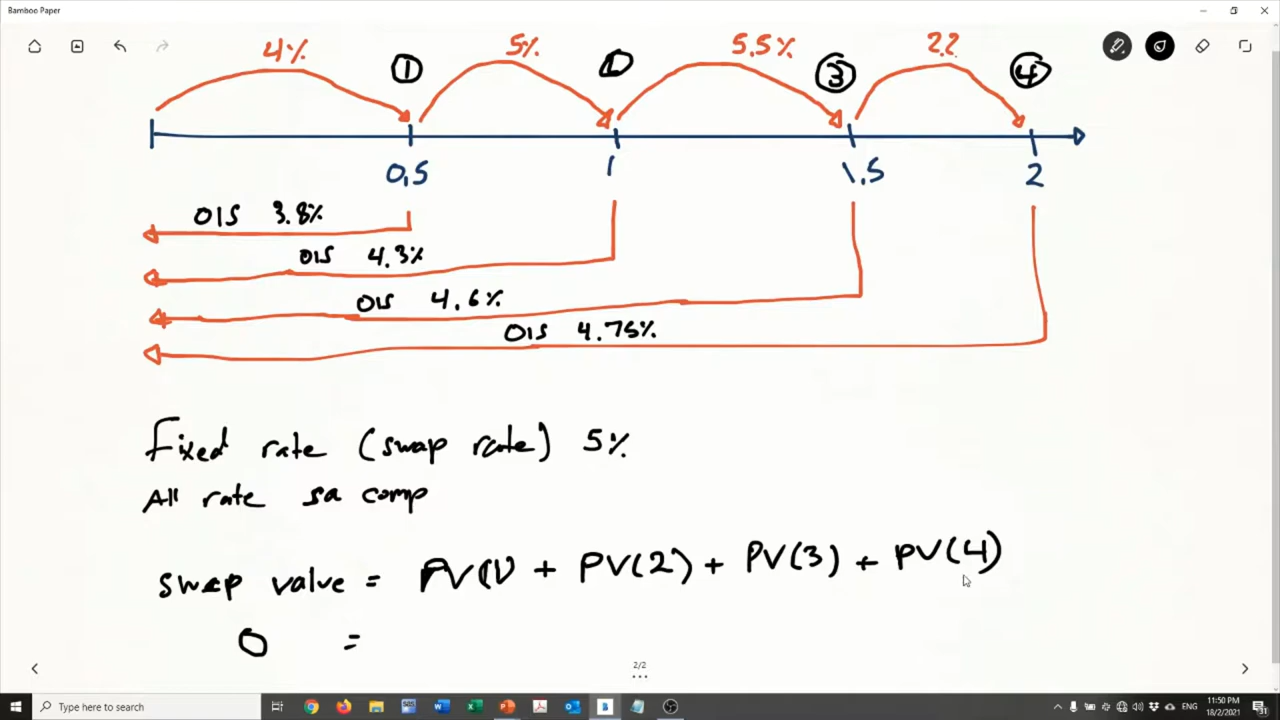 Bamboo Paper
4% ① 5% ② 5.5% ③ 2.2 ④
0,5 1 1.5 2
OIS 3.8%
OIS 4.3%
OIS 4.6%
OIS 4.75%
Fixed rate (swap rate) 5%
All rate sa comp
swap value = PV(1) + PV(2) + PV(3) + PV(4)
0 =
2/2
Type here to search
ENG
11:50 PM
18/2/2021
31